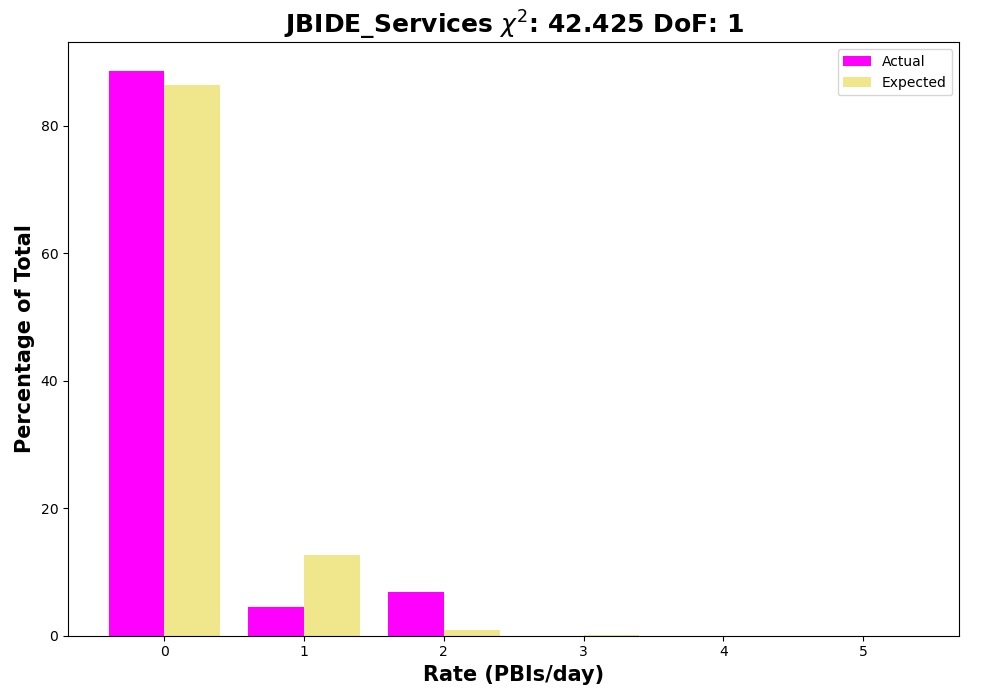 JBIDE_Services χ²: 42.425 DoF: 1
Actual
Expected
Percentage of Total
80
60
40
20
0
0 1 2 3 4 5
Rate (PBIs/day)